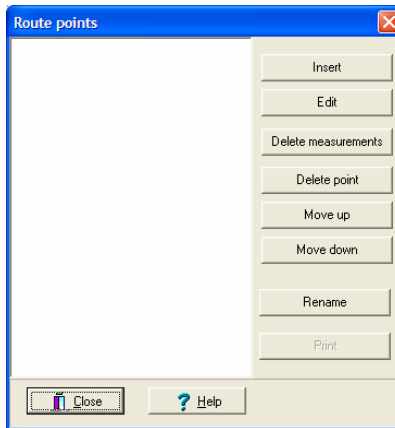 Route points
Insert
Edit
Delete measurements
Delete point
Move up
Move down
Rename
Print
Close
Help